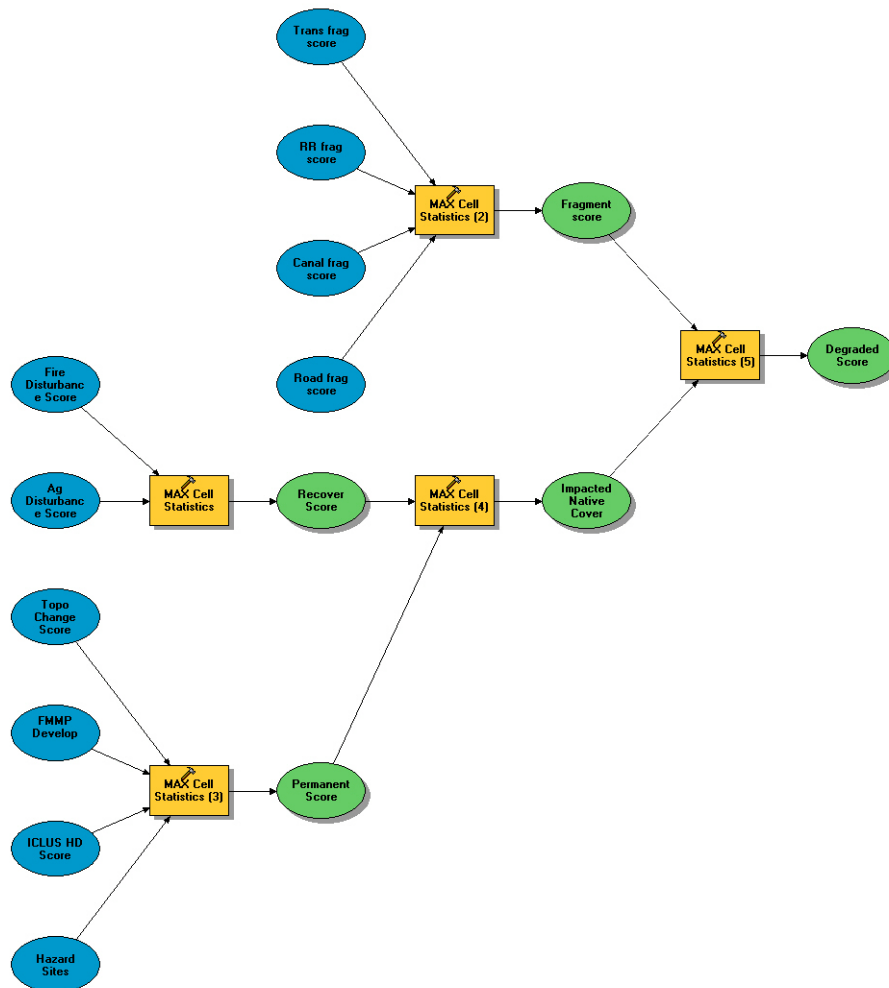 Trans frag
score
RR frag
score
MAX Cell
Statistics (2)
Fragment
score
Canal frag
score
Road frag
score
MAX Cell
Statistics (5)
Degraded
Score
Fire
Disturbanc
e Score
Ag
Disturbanc
e Score
MAX Cell
Statistics
Recover
Score
MAX Cell
Statistics (4)
Impacted
Native
Cover
Topo
Change
Score
FMMP
Develop
MAX Cell
Statistics (3)
Permanent
Score
ICLUS HD
Score
Hazard
Sites